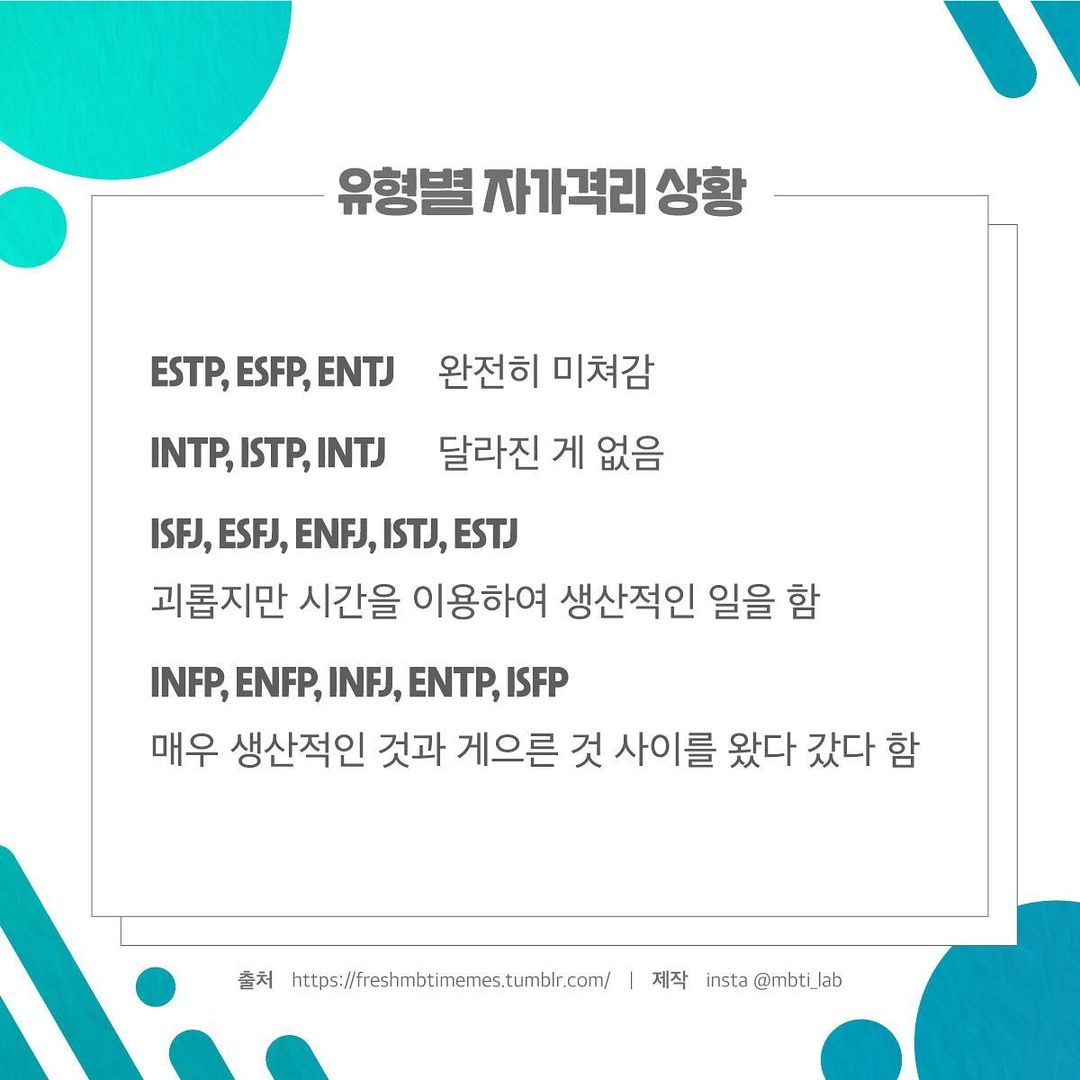 유형별 자가격리 상황
ESTP, ESFP, ENTJ 완전히 미쳐감
INTP, ISTP, INTJ 달라진 게 없음
ISFJ, ESFJ, ENFJ, ISTJ, ESTJ
괴롭지만 시간을 이용하여 생산적인 일을 함
INFP, ENFP, INFJ, ENTP, ISFP
매우 생산적인 것과 게으른 것 사이를 왔다 갔다 함
출처 https://freshmbtimemes.tumblr.com/ | 제작 insta @mbti_lab